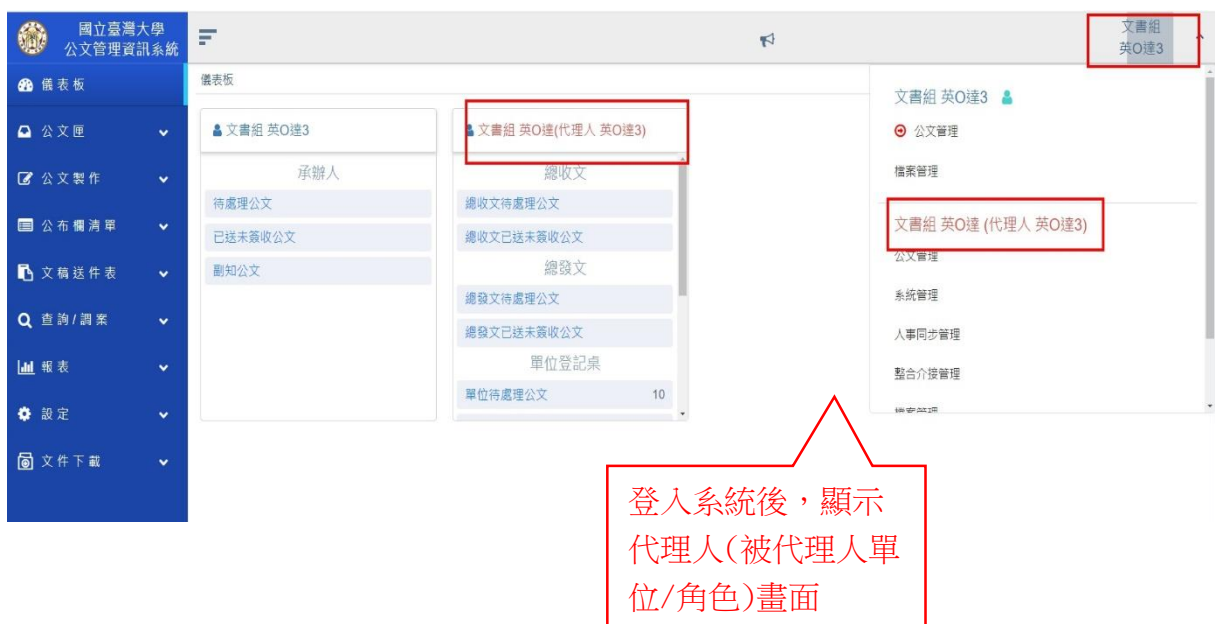 國立臺灣大學
公文管理資訊系統
文書組
英O達3
儀表板
公文匣
公文製作
公布欄清單
文稿送件表
查詢/調案
報表
設定
文件下載
儀表板
文書組 英O達3
承辦人
待處理公文
已送未簽收公文
副知公文
文書組 英O達(代理人 英O達3)
總收文
總收文待處理公文
總收文已送未簽收公文
總發文
總發文待處理公文
總發文已送未簽收公文
單位登記桌
單位待處理公文 10
文書組 英O達3
公文管理
檔案管理
文書組 英O達 (代理人 英O達3)
公文管理
系統管理
人事同步管理
整合介接管理
檔案管理
登入系統後，顯示
代理人(被代理人單
位/角色)畫面